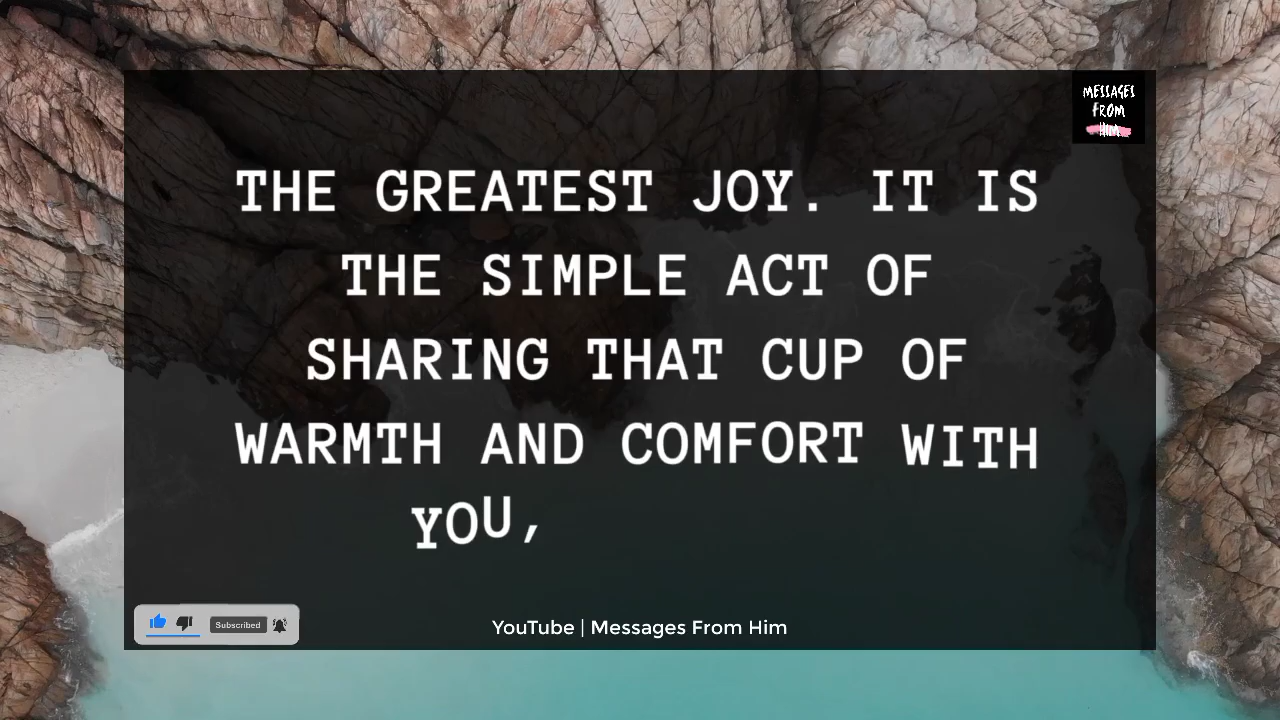 MESSAGES
FROM
HIM
THE GREATEST JOY. IT IS
THE SIMPLE ACT OF
SHARING THAT CUP OF
WARMTH AND COMFORT WITH
YOU,
Subscribed
YouTube | Messages From Him